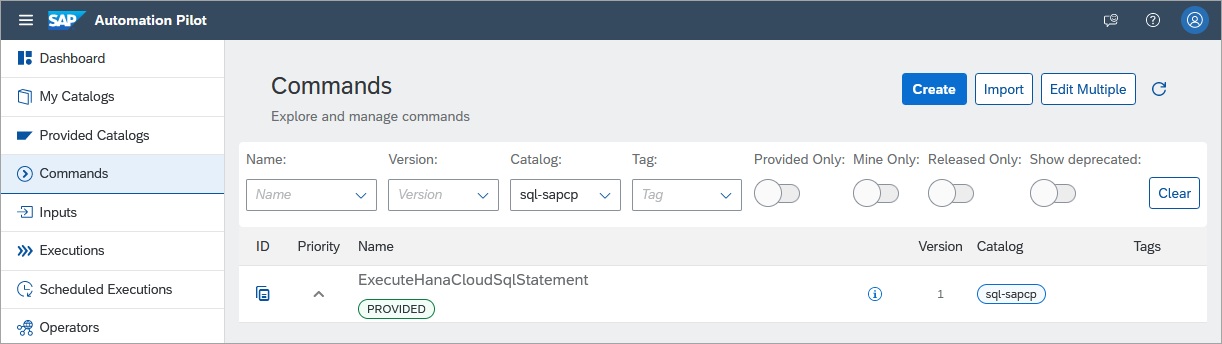 SAP Automation Pilot
Dashboard
My Catalogs
Provided Catalogs
Commands
Inputs
Executions
Scheduled Executions
Operators
Commands
Explore and manage commands
Create Import Edit Multiple
Name: Version: Catalog: Tag: Provided Only: Mine Only: Released Only: Show deprecated:
Name Version sql-sapcp Tag Clear
ID Priority Name Version Catalog Tags
ExecuteHanaCloudSqlStatement
PROVIDED
1 sql-sapcp